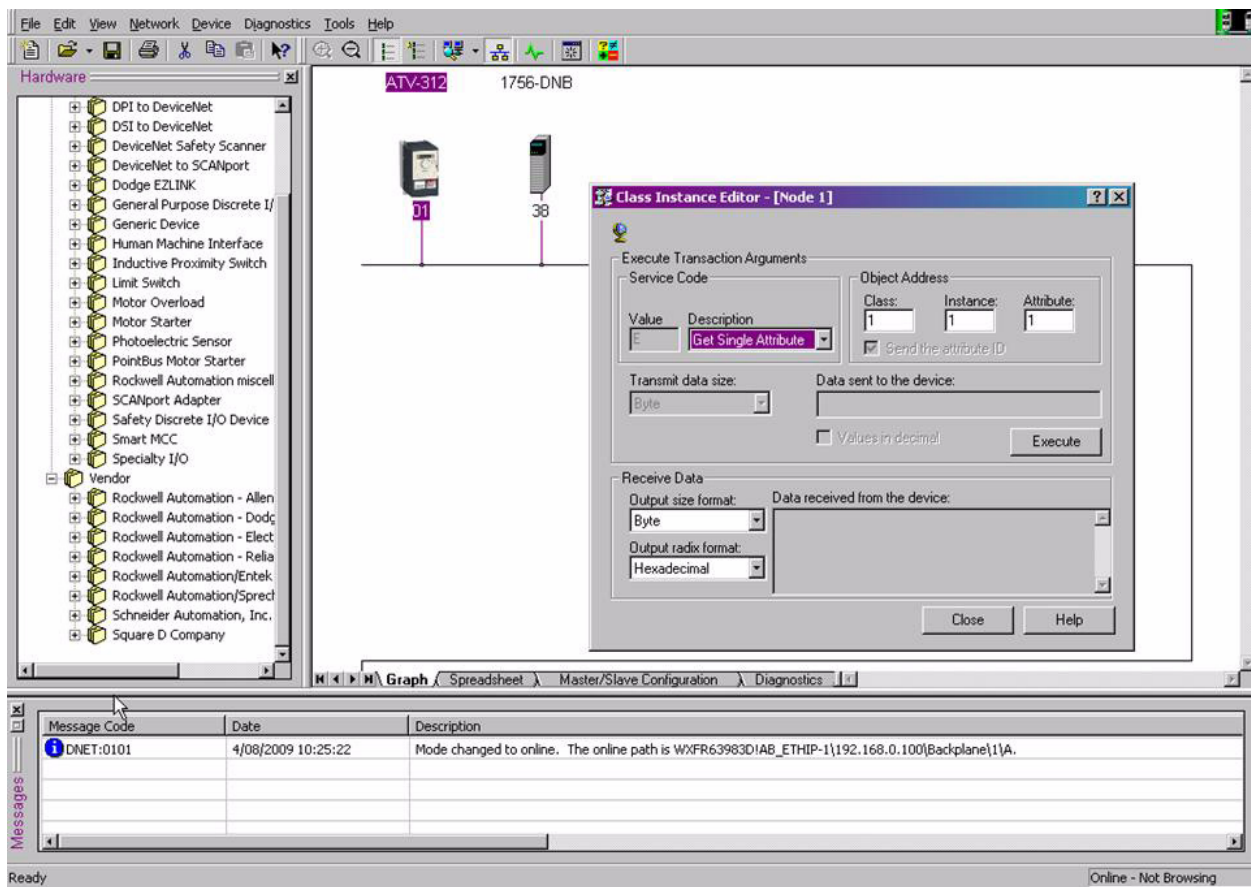 File Edit View Network Device Diagnostics Tools Help
Hardware
DPI to DeviceNet
DSI to DeviceNet
DeviceNet Safety Scanner
DeviceNet to SCANport
Dodge EZLINK
General Purpose Discrete I/
Generic Device
Human Machine Interface
Inductive Proximity Switch
Limit Switch
Motor Overload
Motor Starter
Photoelectric Sensor
PointBus Motor Starter
Rockwell Automation miscell
SCANport Adapter
Safety Discrete I/O Device
Smart MCC
Specialty I/O
Vendor
Rockwell Automation - Allen
Rockwell Automation - Dodg
Rockwell Automation - Elect
Rockwell Automation - Relia
Rockwell Automation/Entek
Rockwell Automation/Sprech
Schneider Automation, Inc.
Square D Company
ATV-312 1756-DNB
01 38
Class Instance Editor - [Node 1]
Execute Transaction Arguments
Service Code
Value Description
E Get Single Attribute
Object Address
Class: Instance: Attribute:
1 1 1
Send the attribute ID
Transmit data size: Data sent to the device:
Byte
Values in decimal
Execute
Receive Data
Output size format: Data received from the device:
Byte
Output radix format:
Hexadecimal
Close Help
Graph Spreadsheet Master/Slave Configuration Diagnostics
Messages
Message Code Date Description
DNET:0101 4/08/2009 10:25:22 Mode changed to online. The online path is WXFR63983D!AB_ETHIP-1\192.168.0.100\Backplane\1\A.
Ready Online - Not Browsing